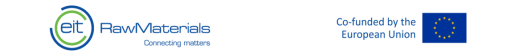 eit
RawMaterials
Connecting matters
Co-funded by the
European Union